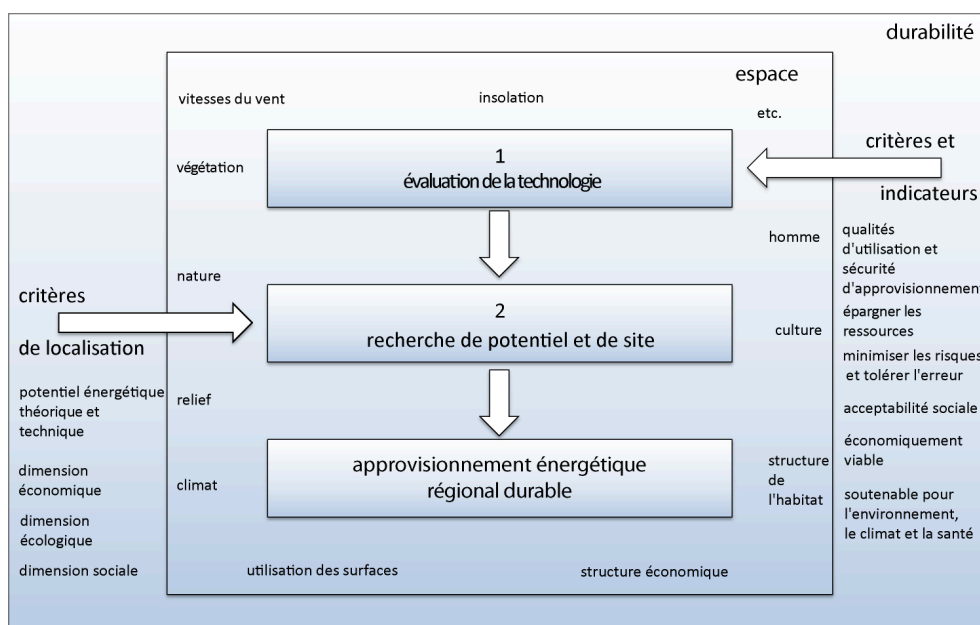 durabilité
espace
vitesses du vent
insolation
etc.
végétation
1
évaluation de la technologie
critères et
indicateurs
homme
qualités
d'utilisation et
sécurité
d'approvisionnement
nature
critères
de localisation
2
recherche de potentiel et de site
culture
épargner les
ressources
minimiser les risques
et tolérer l'erreur
potentiel énergétique
théorique et
technique
relief
acceptabilité sociale
économiquement
viable
dimension
économique
climat
approvisionnement énergétique
régional durable
structure
de
l'habitat
soutenable pour
l'environnement,
le climat et la santé
dimension
écologique
dimension sociale
utilisation des surfaces
structure économique